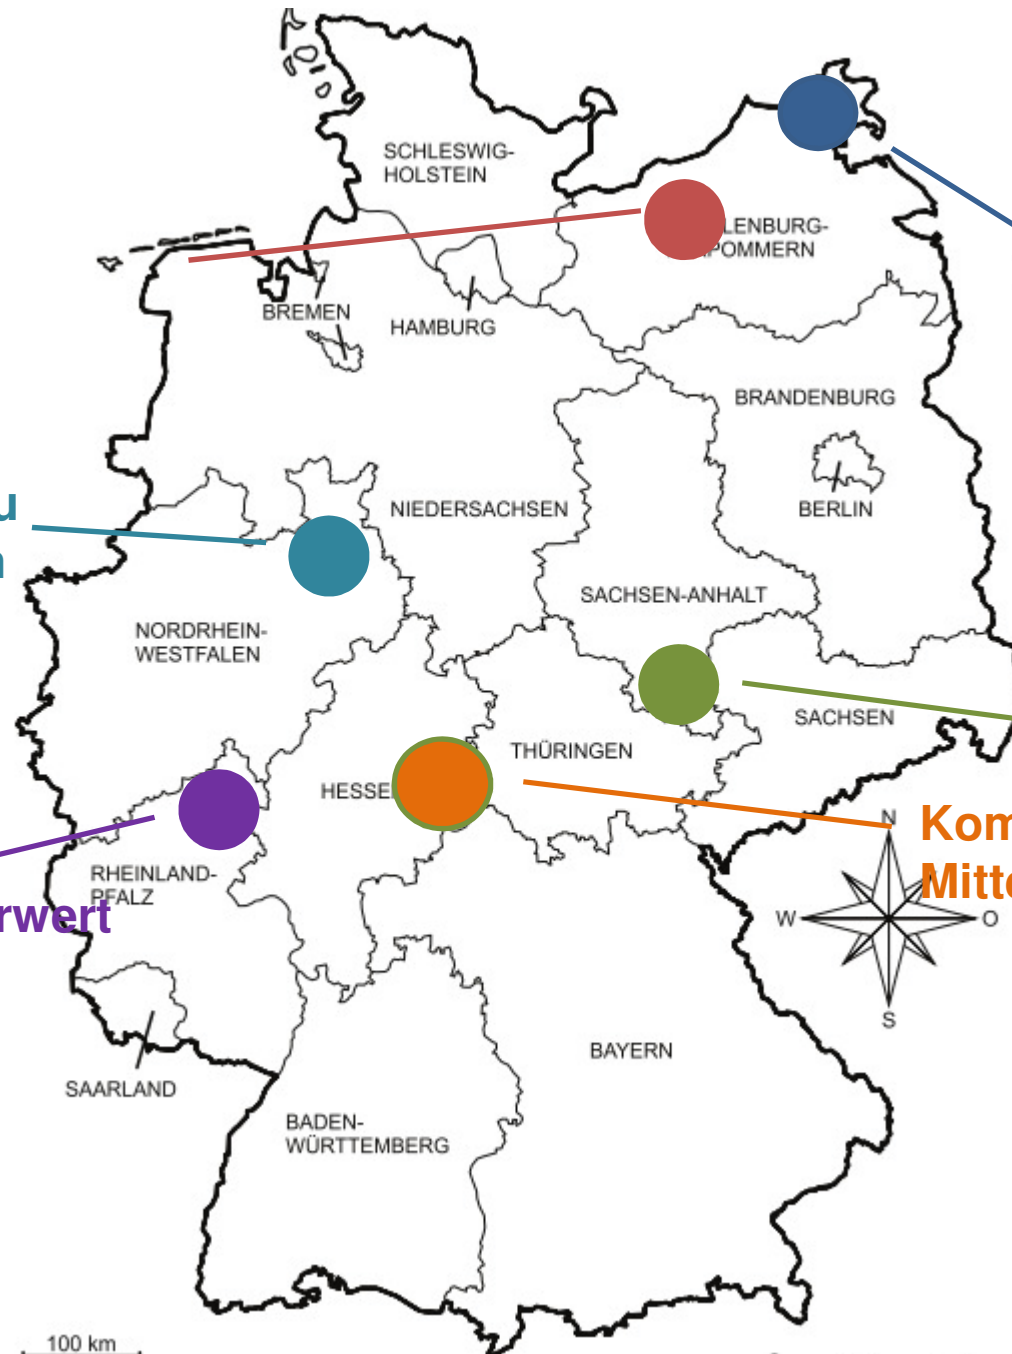 SCHLESWIG-
HOLSTEIN
LENBURG-
POMMERN
BREMEN
HAMBURG
BRANDENBURG
BERLIN
NIEDERSACHSEN
u
SACHSEN-ANHALT
NORDRHEIN-
WESTFALEN
SACHSEN
THÜRINGEN
HESSE
Kom
Mitte
N
W
O
S
RHEINLAND-
PFALZ
rwert
SAARLAND
BAYERN
BADEN-
WÜRTTEMBERG
100 km